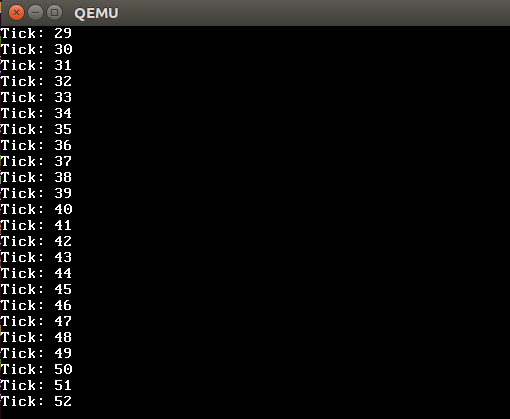 QEMU
Tick: 29
Tick: 30
Tick: 31
Tick: 32
Tick: 33
Tick: 34
Tick: 35
Tick: 36
Tick: 37
Tick: 38
Tick: 39
Tick: 40
Tick: 41
Tick: 42
Tick: 43
Tick: 44
Tick: 45
Tick: 46
Tick: 47
Tick: 48
Tick: 49
Tick: 50
Tick: 51
Tick: 52